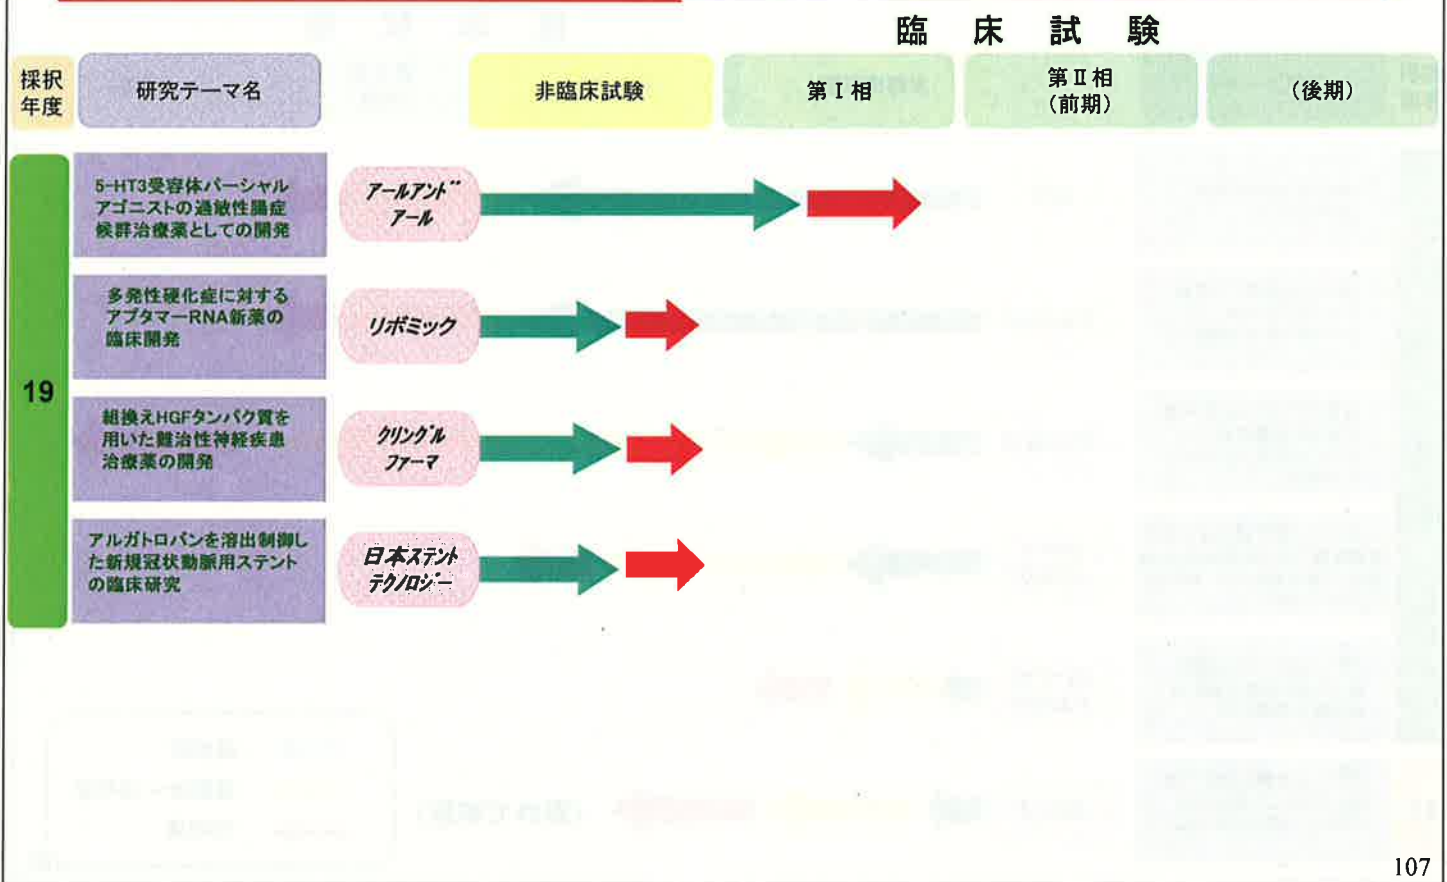 臨床試験
採択
年度
研究テーマ名
非臨床試験
第Ⅰ相
第Ⅱ相
(前期)
(後期)
19
5-HT3受容体パーシャル
アゴニストの過敏性腸症
候群治療薬としての開発
アールアンド
アール
多発性硬化症に対する
アプタマーRNA新薬の
臨床開発
リボミック
組換えHGFタンパク質を
用いた難治性神経疾患
治療薬の開発
クリングル
ファーマ
アルガトロバンを溶出制御し
た新規冠状動脈用ステント
の臨床研究
日本ステント
テクノロジー
107